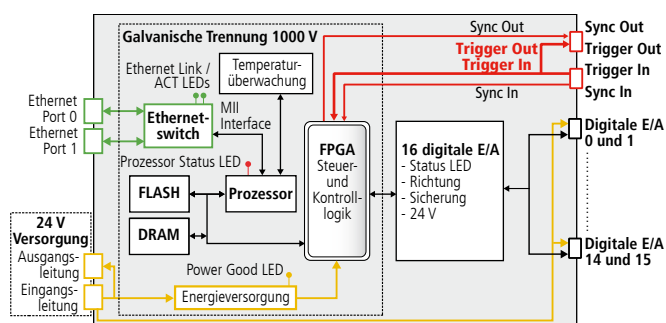 Galvanische Trennung 1000 V
Sync Out
Sync Out
Trigger Out
Trigger Out
Trigger In
Trigger In
Sync In
Sync In
Ethernet Link /
ACT LEDs
Temperatur-
überwachung
Ethernet
Port 0
Ethernet
Port 1
Ethernet-
switch
MII
Interface
Prozessor Status LED
FLASH
Prozessor
DRAM
FPGA
Steuer-
und
Kontroll-
logik
16 digitale E/A
- Status LED
- Richtung
- Sicherung
- 24 V
Digitale E/A
0 und 1
Digitale E/A
14 und 15
24 V
Versorgung
Ausgangs-
leitung
Eingangs-
leitung
Power Good LED
Energieversorgung